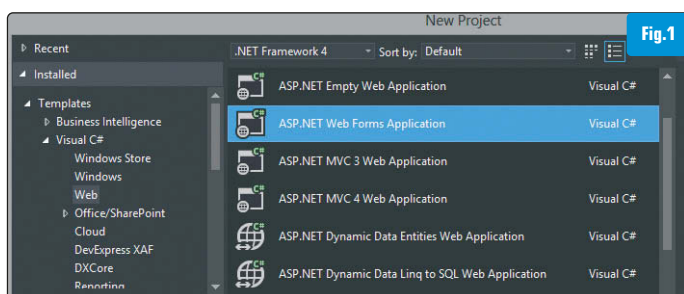 New Project
Fig.1
Recent
.NET Framework 4 Sort by: Default
Installed
Templates
Business Intelligence
Visual C#
Windows Store
Windows
Web
Office/SharePoint
Cloud
DevExpress XAF
DXCore
Reporting
C# ASP.NET Empty Web Application Visual C#
C# ASP.NET Web Forms Application Visual C#
C# ASP.NET MVC 3 Web Application Visual C#
C# ASP.NET MVC 4 Web Application Visual C#
C# ASP.NET Dynamic Data Entities Web Application Visual C#
C# ASP.NET Dynamic Data Linq to SQL Web Application Visual C#